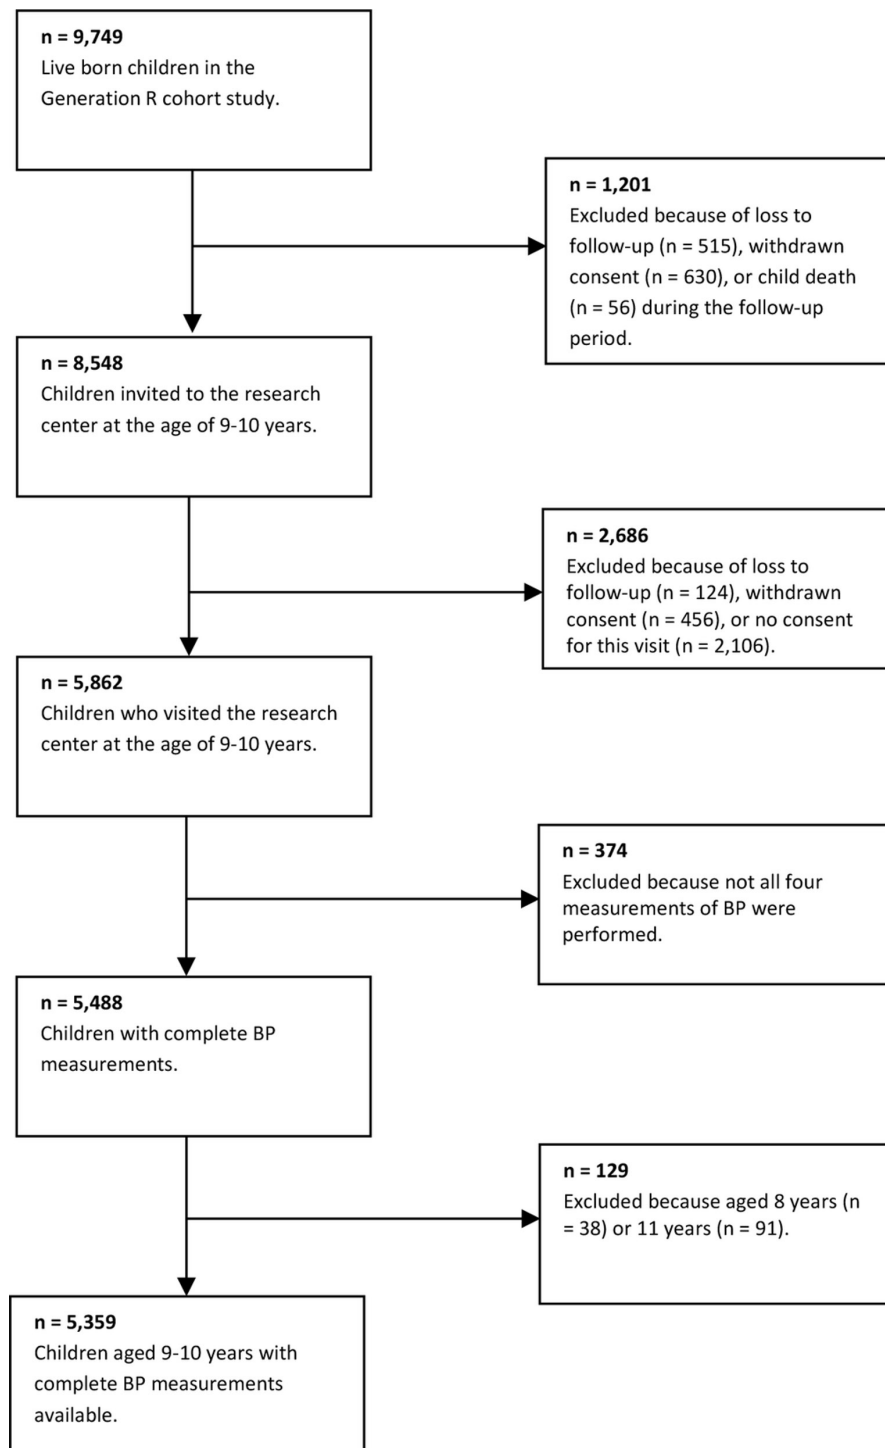 n = 9,749
Live born children in the
Generation R cohort study.
n = 1,201
Excluded because of loss to
follow-up (n = 515), withdrawn
consent (n = 630), or child death
(n = 56) during the follow-up
period.
n = 8,548
Children invited to the research
center at the age of 9-10 years.
n = 2,686
Excluded because of loss to
follow-up (n = 124), withdrawn
consent (n = 456), or no consent
for this visit (n = 2,106).
n = 5,862
Children who visited the research
center at the age of 9-10 years.
n = 374
Excluded because not all four
measurements of BP were
performed.
n = 5,488
Children with complete BP
measurements.
n = 129
Excluded because aged 8 years (n
= 38) or 11 years (n = 91).
n = 5,359
Children aged 9-10 years with
complete BP measurements
available.